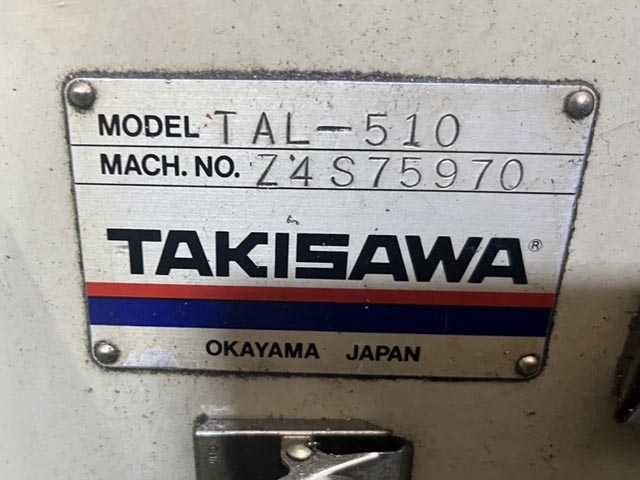 MODEL TAL-510
MACH. NO. Z4S75970
TAKISAWA®
OKAYAMA JAPAN